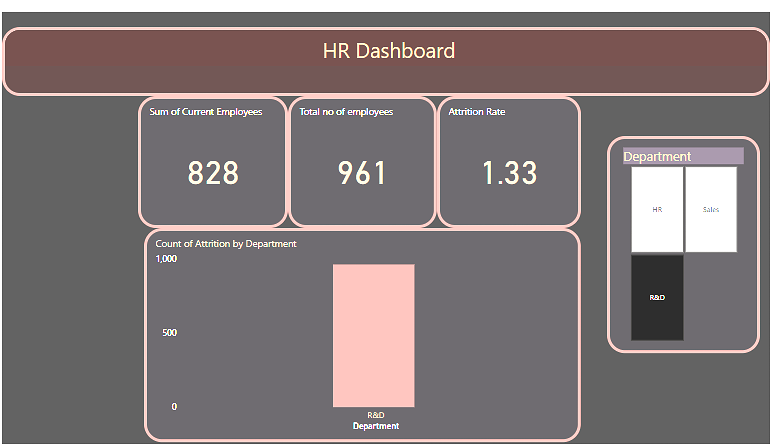 HR Dashboard
Sum of Current Employees
828
Total no of employees
961
Attrition Rate
1.33
Department
HR
Sales
R&D
Count of Attrition by Department
1,000
500
0
R&D
Department